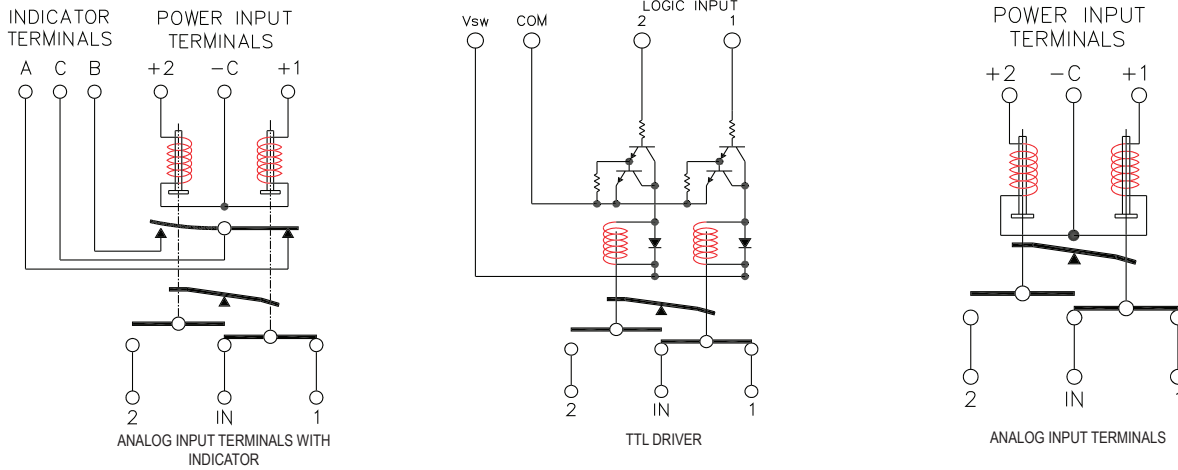 INDICATOR
TERMINALS
A C B
POWER INPUT
TERMINALS
+2 -C +1
2 IN 1
ANALOG INPUT TERMINALS WITH
INDICATOR
LOGIC INPUT
Vsw COM 2 1
2 IN 1
TTL DRIVER
POWER INPUT
TERMINALS
+2 -C +1
2 IN 1
ANALOG INPUT TERMINALS